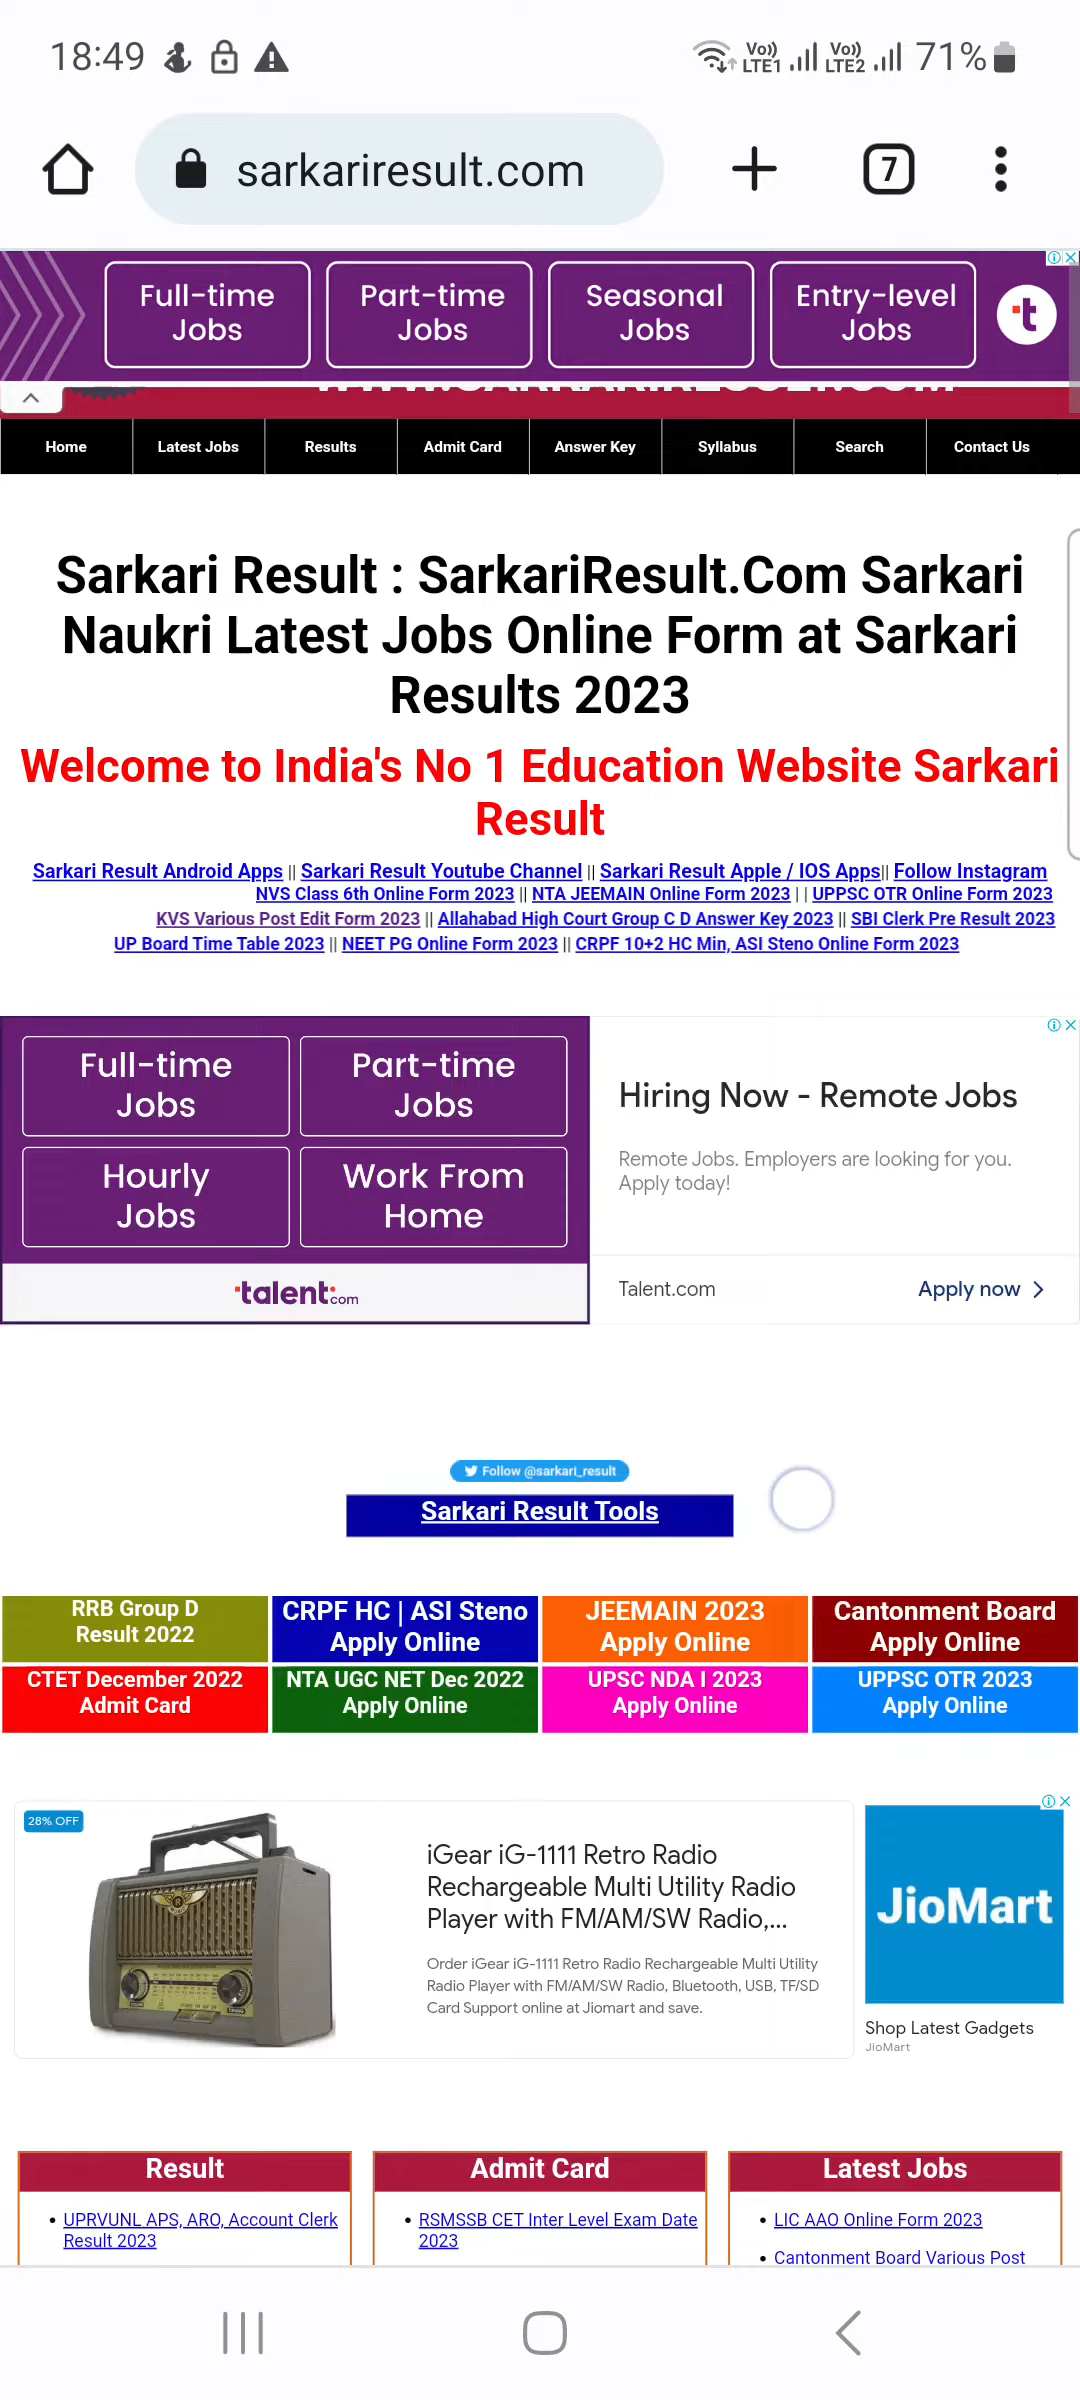 18:49 Vo)) LTE1 Vo)) LTE2 71%
sarkariresult.com 7
Full-time Jobs Part-time Jobs Seasonal Jobs Entry-level Jobs t
WWW.SARKARIRESULT.COM
Home Latest Jobs Results Admit Card Answer Key Syllabus Search Contact Us
Sarkari Result : SarkariResult.Com Sarkari
Naukri Latest Jobs Online Form at Sarkari
Results 2023
Welcome to India's No 1 Education Website Sarkari
Result
Sarkari Result Android Apps || Sarkari Result Youtube Channel || Sarkari Result Apple / IOS Apps|| Follow Instagram
NVS Class 6th Online Form 2023 || NTA JEEMAIN Online Form 2023 | | UPPSC OTR Online Form 2023
KVS Various Post Edit Form 2023 || Allahabad High Court Group C D Answer Key 2023 || SBI Clerk Pre Result 2023
UP Board Time Table 2023 || NEET PG Online Form 2023 || CRPF 10+2 HC Min, ASI Steno Online Form 2023
Full-time Jobs Part-time Jobs
Hourly Jobs Work From Home
talent.com
Hiring Now - Remote Jobs
Remote Jobs. Employers are looking for you.
Apply today!
Talent.com Apply now
Follow @sarkari_result
Sarkari Result Tools
RRB Group D Result 2022
CRPF HC | ASI Steno Apply Online
JEEMAIN 2023 Apply Online
Cantonment Board Apply Online
CTET December 2022 Admit Card
NTA UGC NET Dec 2022 Apply Online
UPSC NDA I 2023 Apply Online
UPPSC OTR 2023 Apply Online
28% OFF
iGear iG-1111 Retro Radio
Rechargeable Multi Utility Radio
Player with FM/AM/SW Radio,...
Order iGear iG-1111 Retro Radio Rechargeable Multi Utility
Radio Player with FM/AM/SW Radio, Bluetooth, USB, TF/SD
Card Support online at Jiomart and save.
JioMart
Shop Latest Gadgets
JioMart
Result
• UPRVUNL APS, ARO, Account Clerk
Result 2023
Admit Card
• RSMSSB CET Inter Level Exam Date
2023
Latest Jobs
• LIC AAO Online Form 2023
• Cantonment Board Various Post